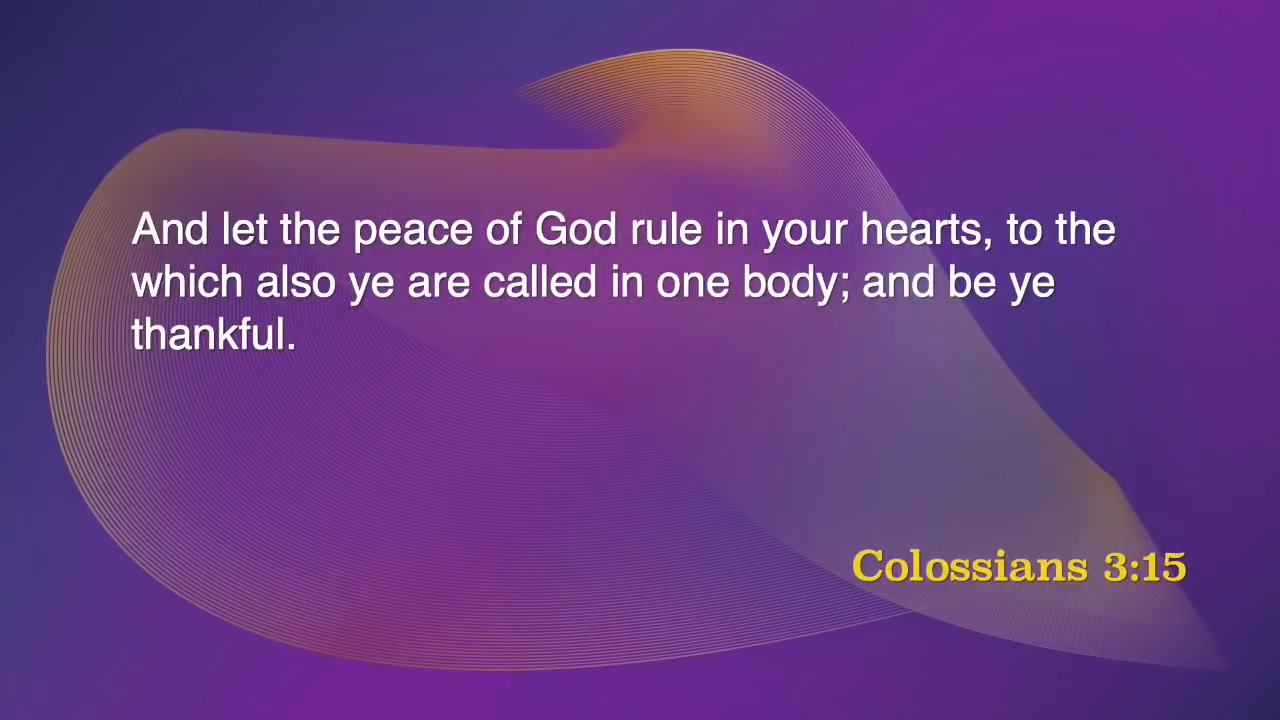 And let the peace of God rule in your hearts, to the
which also ye are called in one body; and be ye
thankful.
Colossians 3:15